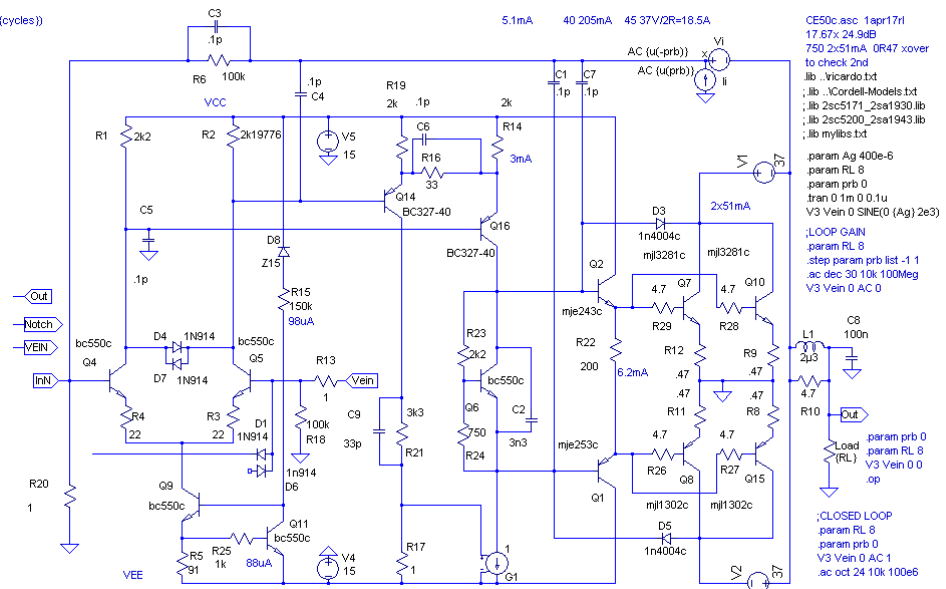 cycles})
C3
.1p
5.1mA
40 205mA
45 37V/2R=18.5A
CE50c.asc 1apr17rl
17.67x 24.9dB
750 2x51mA 0R47 xover
to check 2nd
.lib ..\ricardo.txt
;.lib ..\Cordell-Models.txt
;.lib 2sc5171_2sa1930.lib
;.lib 2sc5200_2sa1943.lib
;.lib mylibs.txt
.param Ag 400e-6
.param RL 8
.param prb 0
.tran 0 1m 0 0.1u
V3 Vein 0 SINE(0 {Ag} 2e3)
;LOOP GAIN
.param RL 8
.step param prb list -1 1
.ac dec 30 10k 100Meg
V3 Vein 0 AC 0
R6
100k
AC {u(-prb)}
x
Vi
AC {u(prb)}
Ii
.1p
C4
R19
2k
.1p
2k
C1
.1p
C7
.1p
VCC
R1
2k2
R2
2k19776
V5
15
C6
R14
R16
33
3mA
Q14
BC327-40
V1
37
C5
.1p
Q16
BC327-40
2x51mA
D3
1n4004c
mjl3281c
mjl3281c
D8
Z15
Q2
mje243c
Q7
Q10
R15
150k
98uA
4.7
R29
4.7
R28
Out
Notch
VEIN
bc550c
Q4
D4
1N914
D7
1N914
bc550c
Q5
R13
1
Vein
InN
R23
2k2
bc550c
Q6
750
R24
C2
3n3
R22
200
6.2mA
R12
.47
R9
.47
L1
2µ3
C8
100n
4.7
R10
Out
R4
22
R3
22
D1
1N914
100k
R18
C9
33p
3k3
R21
R11
.47
R8
.47
Load
{RL}
.param prb 0
.param RL 8
V3 Vein 0 0
.op
1n914
D6
mje253c
Q1
4.7
R26
Q8
4.7
R27
Q15
mjl1302c
mjl1302c
R20
1
Q9
bc550c
Q11
bc550c
R5
91
R25
1k
88uA
VEE
V4
15
R17
1
1
G1
D5
1n4004c
V2
37
;CLOSED LOOP
.param RL 8
.param prb 0
V3 Vein 0 AC 1
.ac oct 24 10k 100e6